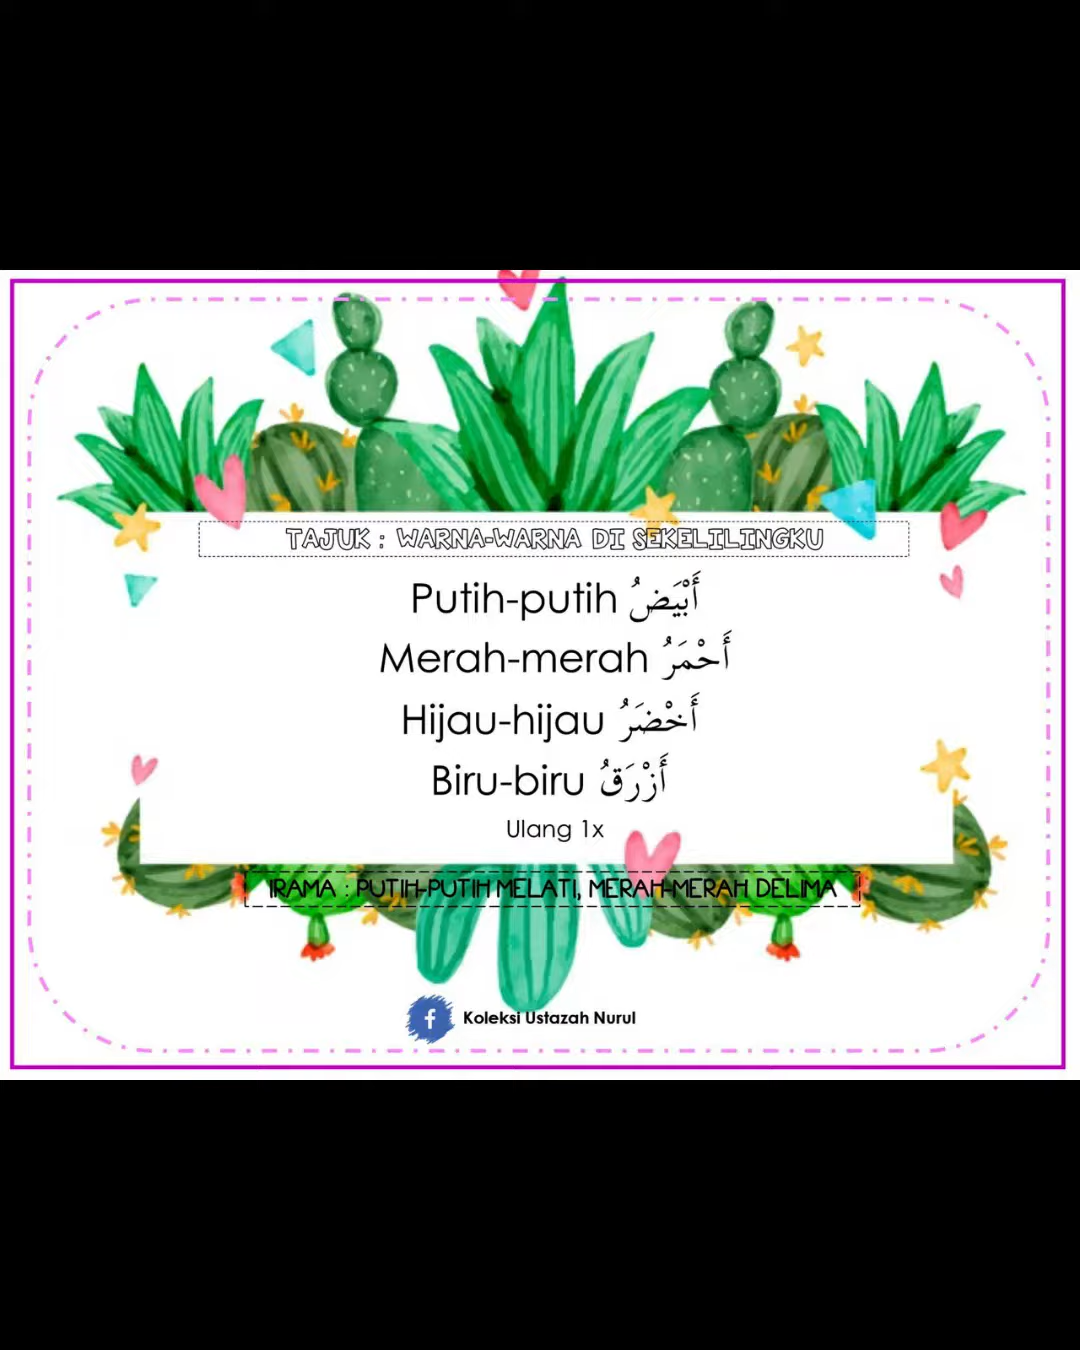 TAJUK : WARNA-WARNA DI SEKELILINGKU
Putih-putih أَبْيَضُ
Merah-merah أَحْمَرُ
Hijau-hijau أَخْضَرُ
Biru-biru أَزْرَقُ
Ulang 1x
IRAMA : PUTIH-PUTIH MELATI, MERAH-MERAH DELIMA
f Koleksi Ustazah Nurul